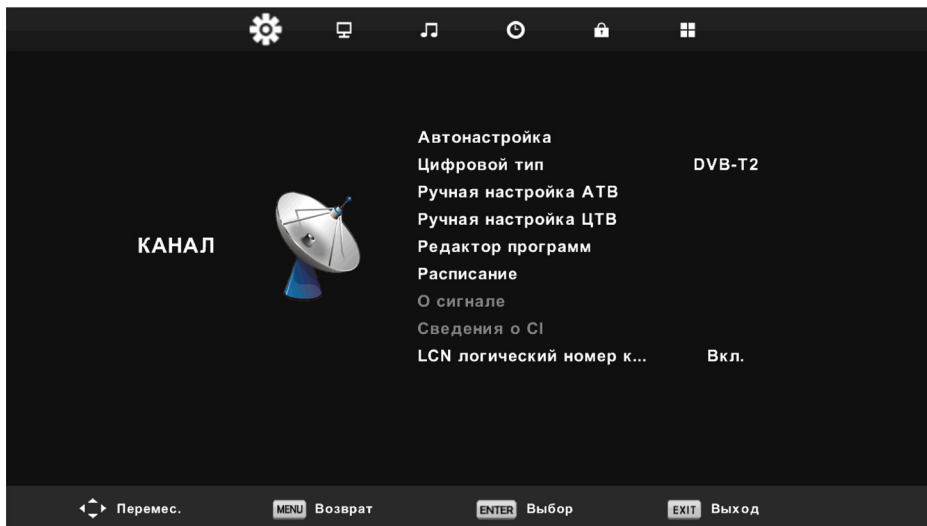 КАНАЛ
Автонастройка
Цифровой тип DVB-T2
Ручная настройка АТВ
Ручная настройка ЦТВ
Редактор программ
Расписание
О сигнале
Сведения о CI
LCN логический номер к... Вкл.
Перемес. MENU Возврат ENTER Выбор EXIT Выход